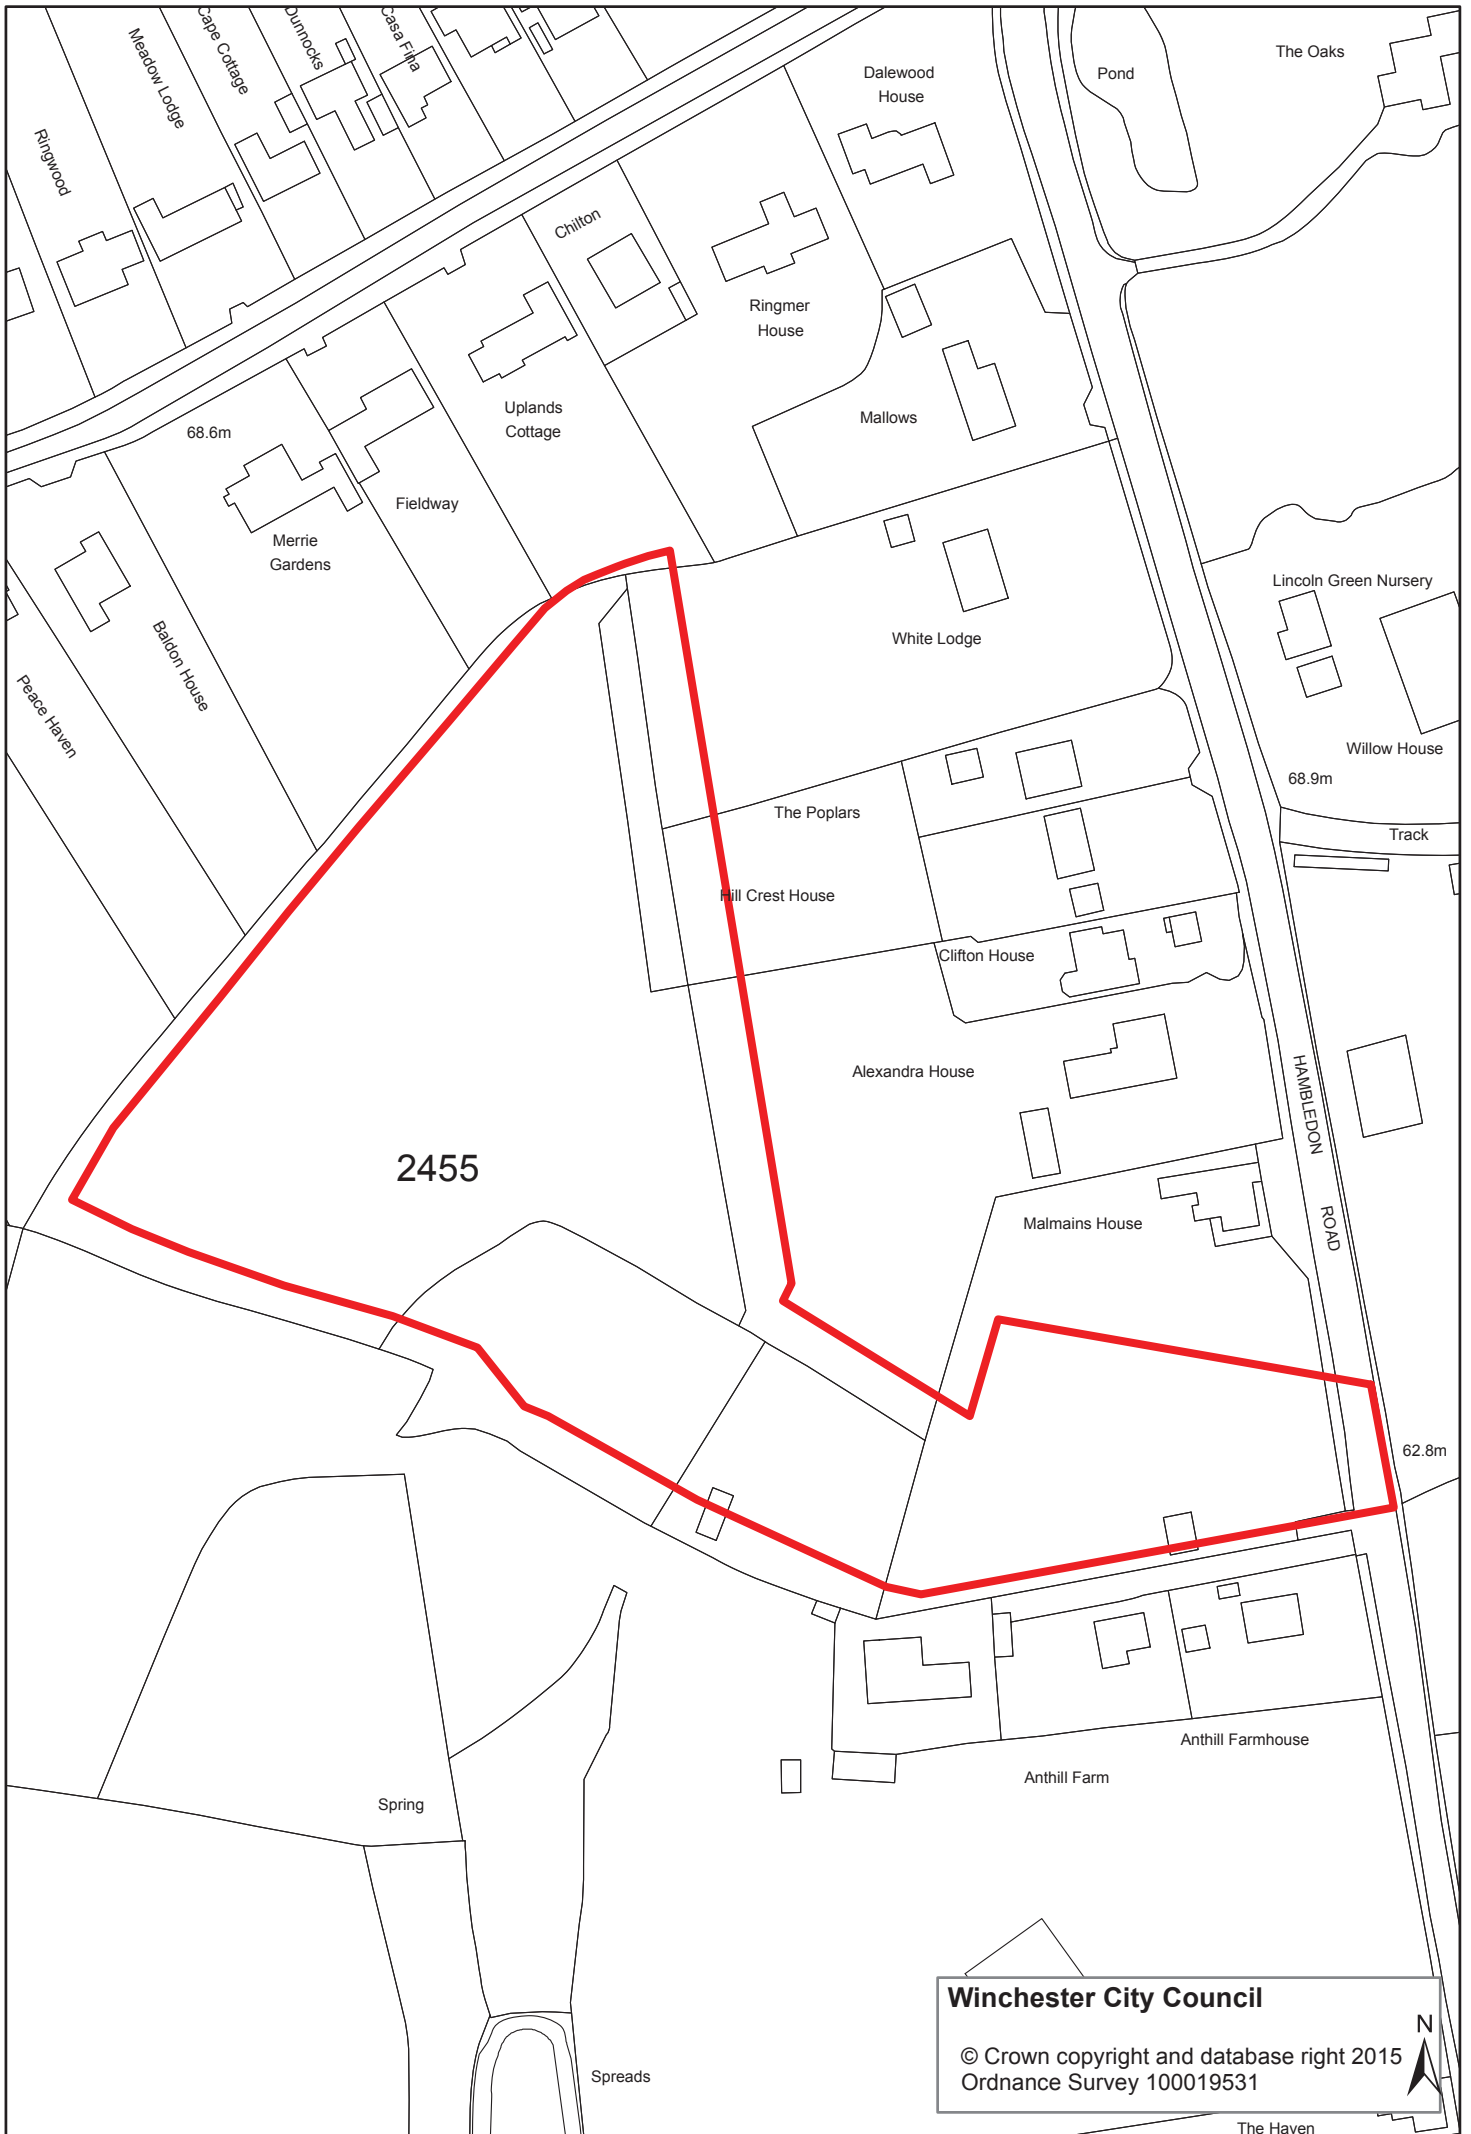 Ringwood
Meadow Lodge
Cape Cottage
Dunnocks
Casa Fina
Dalewood
House
Pond
The Oaks
Chilton
Ringmer
House
Mallows
Uplands
Cottage
68.6m
Fieldway
Merrie
Gardens
Baldon House
Peace Haven
White Lodge
Lincoln Green Nursery
Willow House
68.9m
Track
The Poplars
Hill Crest House
Clifton House
Alexandra House
HAMBLEDON
ROAD
2455
Malmains House
62.8m
Anthill Farmhouse
Anthill Farm
Spring
Spreads
Winchester City Council
© Crown copyright and database right 2015
Ordnance Survey 100019531
N
The Haven